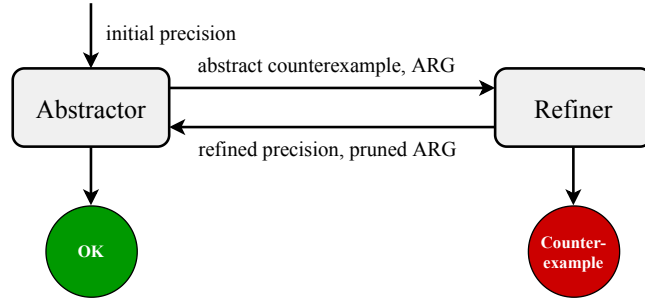 initial precision
abstract counterexample, ARG
Abstractor
Refiner
refined precision, pruned ARG
OK
Counter-
example